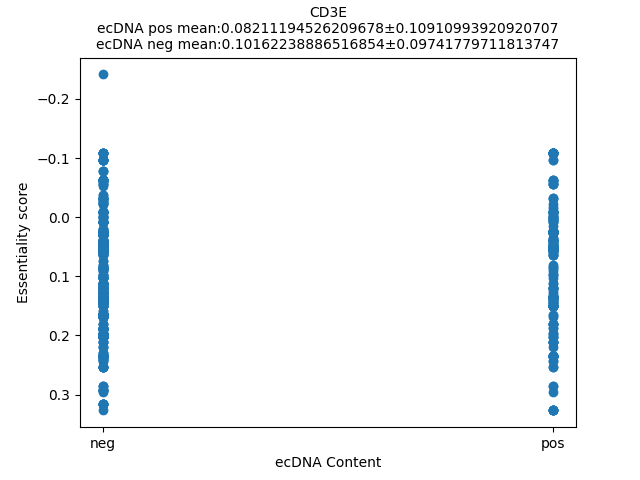 CD3E
ecDNA pos mean:0.08211194526209678±0.10910993920920707
ecDNA neg mean:0.10162238886516854±0.09741779711813747
−0.2
−0.1
0.0
0.1
0.2
0.3
Essentiality score
neg
pos
ecDNA Content